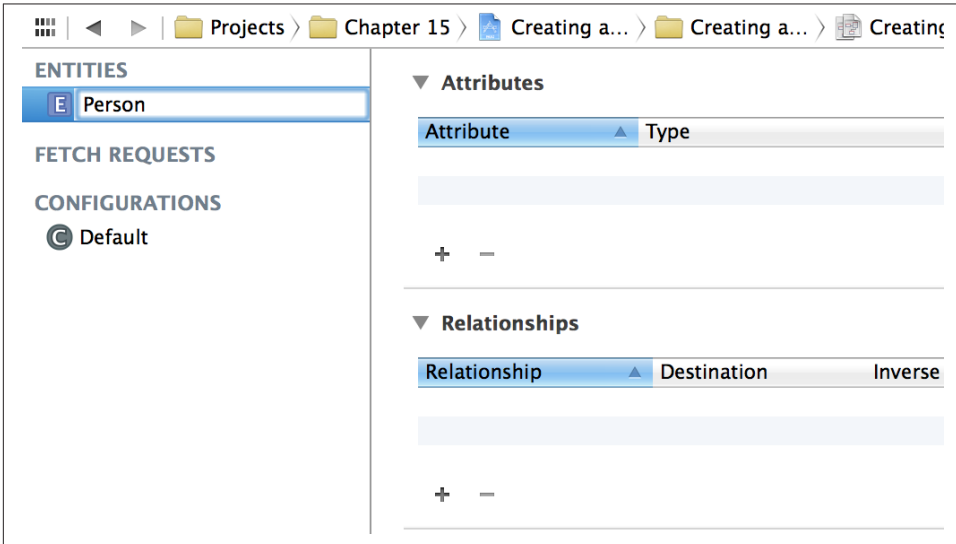 Projects Chapter 15 Creating a... Creating a... Creating
ENTITIES
E Person
FETCH REQUESTS
CONFIGURATIONS
C Default
Attributes
Attribute Type
Relationships
Relationship Destination Inverse